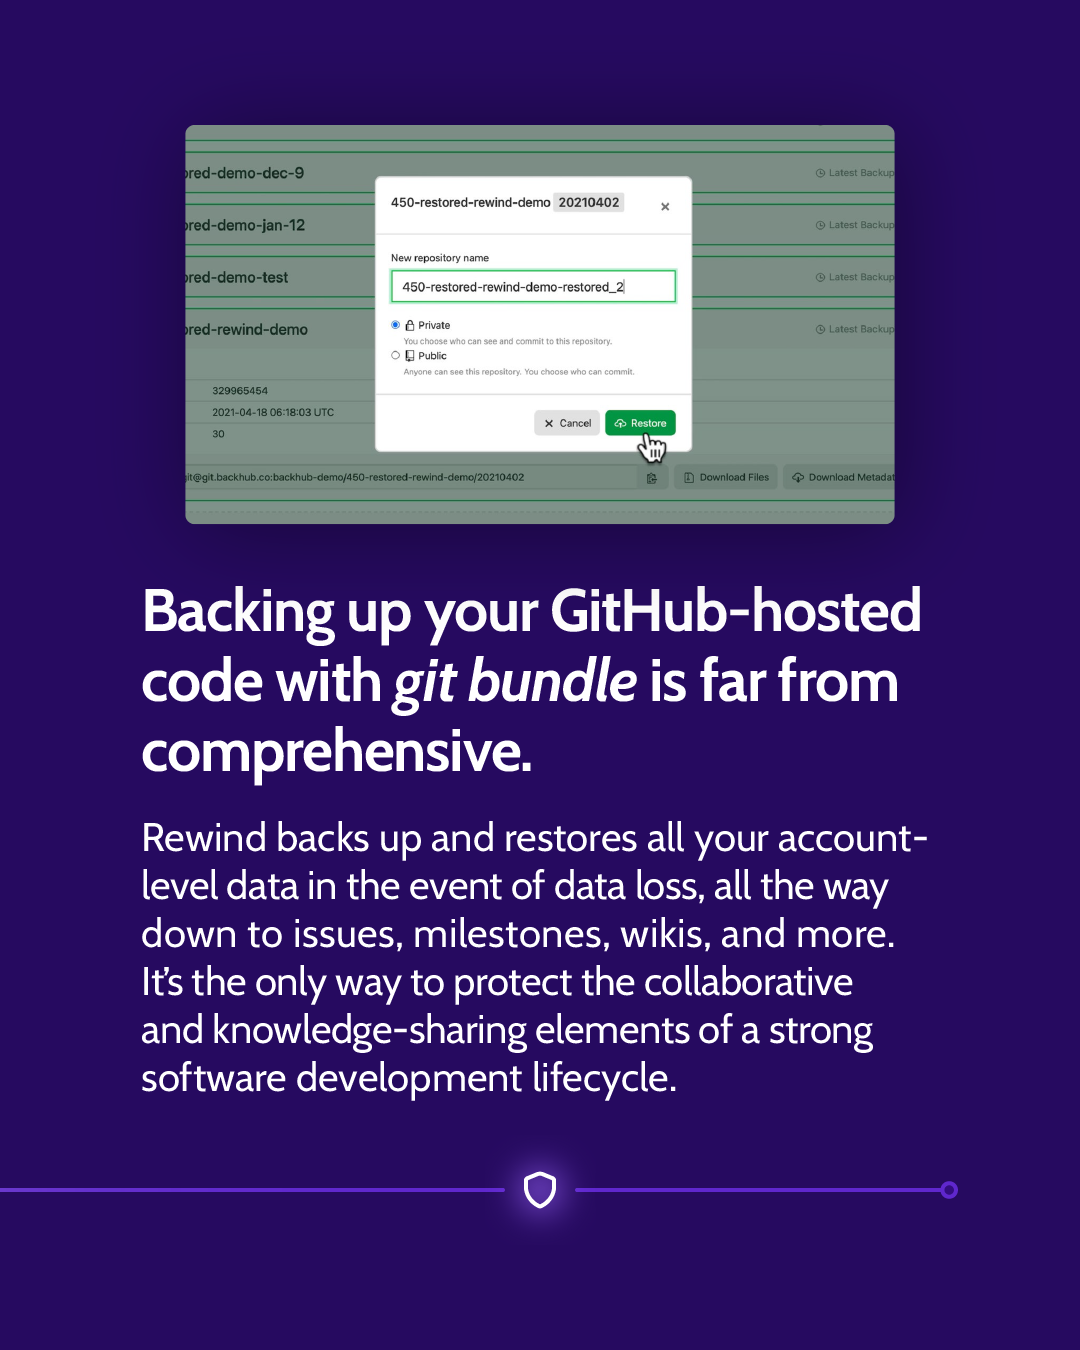 ored-demo-dec-9
Latest Backup
ored-demo-jan-12
Latest Backup
ored-demo-test
Latest Backup
ored-rewind-demo
Latest Backup
329965454
2021-04-18 06:18:03 UTC
30
git@git.backhub.co:backhub-demo/450-restored-rewind-demo/20210402
Download Files
Download Metadat
450-restored-rewind-demo 20210402
New repository name
450-restored-rewind-demo-restored_2
Private
You choose who can see and commit to this repository.
Public
Anyone can see this repository. You choose who can commit.
Cancel
Restore
Backing up your GitHub-hosted
code with git bundle is far from
comprehensive.
Rewind backs up and restores all your account-
level data in the event of data loss, all the way
down to issues, milestones, wikis, and more.
It's the only way to protect the collaborative
and knowledge-sharing elements of a strong
software development lifecycle.